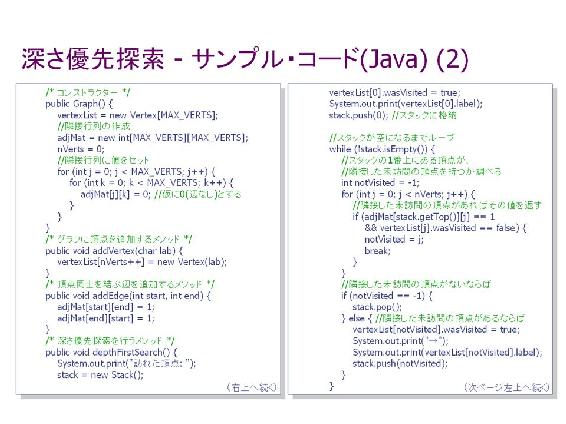 深さ優先探索 - サンプル・コード(Java) (2)
/* コンストラクター */
public Graph() {
vertexList = new Vertex[MAX_VERTS];
//隣接行列の作成
adjMat = new int[MAX_VERTS][MAX_VERTS];
nVerts = 0;
//隣接行列に値をセット
for (int j = 0; j < MAX_VERTS; j++) {
for (int k = 0; k < MAX_VERTS; k++) {
adjMat[j][k] = 0; //仮に0(辺なし)とする
}
}
}
/* グラフに頂点を追加するメソッド */
public void addVertex(char lab) {
vertexList[nVerts++] = new Vertex(lab);
}
/* 頂点同士を結ぶ辺を追加するメソッド */
public void addEdge(int start, int end) {
adjMat[start][end] = 1;
adjMat[end][start] = 1;
}
/* 深さ優先探索を行うメソッド */
public void depthFirstSearch() {
System.out.print("訪れた頂点: ");
stack = new Stack();
(右上へ続く)
vertexList[0].wasVisited = true;
System.out.print(vertexList[0].label);
stack.push(0); //スタックに格納
//スタックが空になるまでループ
while (!stack.isEmpty()) {
//スタックの1番上にある頂点が、
//隣接した未訪問の頂点を持つか調べる
int notVisited = -1;
for (int j = 0; j < nVerts; j++) {
//隣接した未訪問の頂点があればその値を返す
if (adjMat[stack.getTop()][j] == 1
&& vertexList[j].wasVisited == false) {
notVisited = j;
break;
}
}
//隣接した未訪問の頂点がないならば
if (notVisited == -1) {
stack.pop();
} else { //隣接した未訪問の頂点があるならば
vertexList[notVisited].wasVisited = true;
System.out.print("→");
System.out.print(vertexList[notVisited].label);
stack.push(notVisited);
}
}
(次ページ左上へ続く)